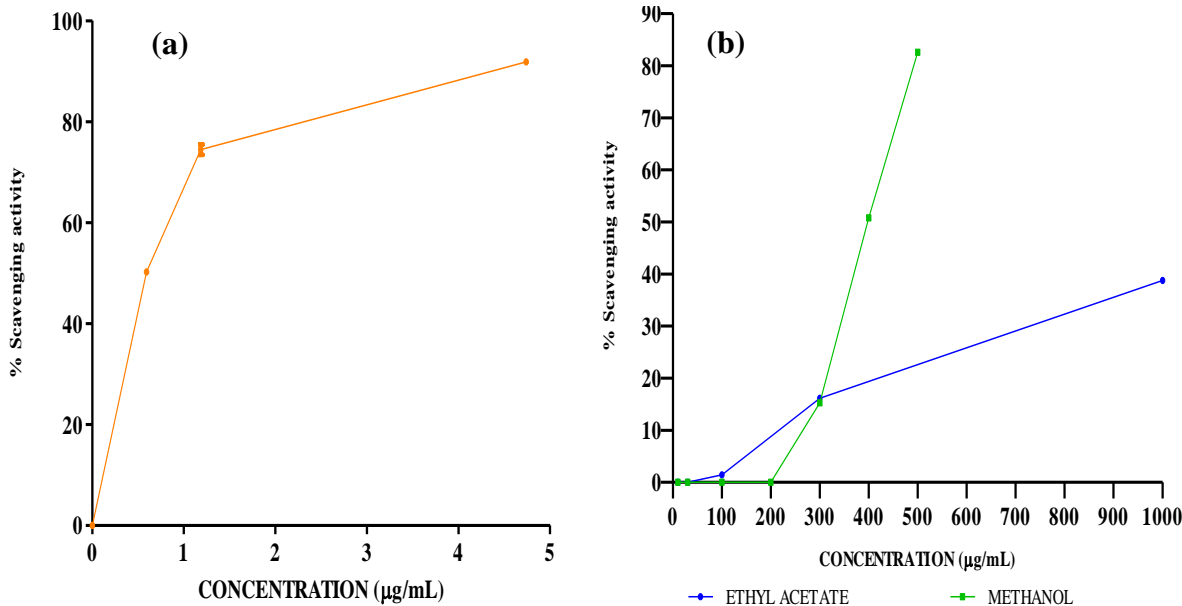 (a)
% Scavenging activity
100
80
60
40
20
0
0 1 2 3 4 5
CONCENTRATION (µg/mL)
(b)
% Scavenging activity
90
80
70
60
50
40
30
20
10
0
0 100 200 300 400 500 600 700 800 900 1000
CONCENTRATION (µg/mL)
ETHYL ACETATE METHANOL